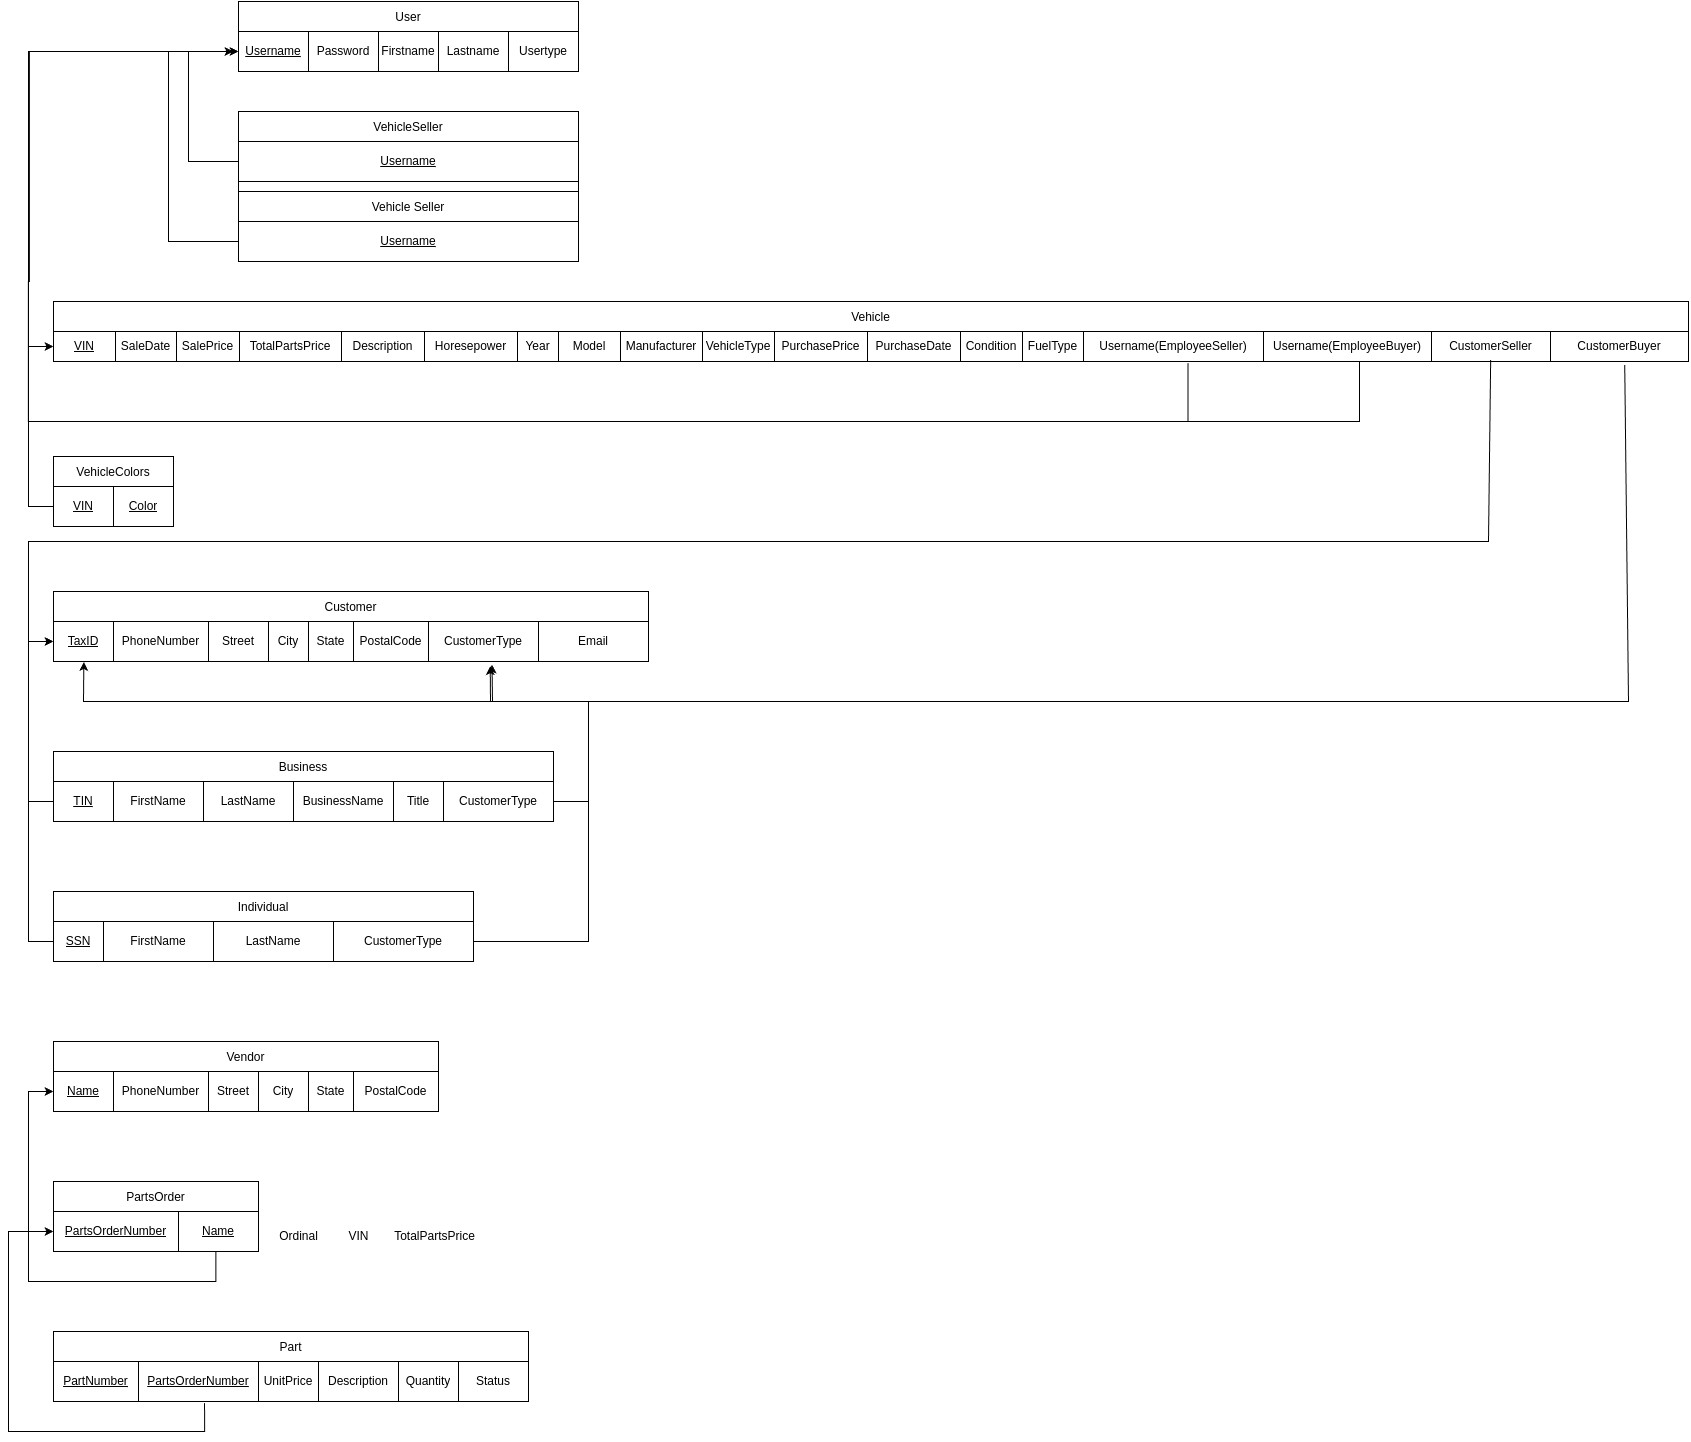 User
Username Password Firstname Lastname Usertype
VehicleSeller
Username
Vehicle Seller
Username
Vehicle
VIN SaleDate SalePrice TotalPartsPrice Description Horesepower Year Model Manufacturer VehicleType PurchasePrice PurchaseDate Condition FuelType Username(EmployeeSeller) Username(EmployeeBuyer) CustomerSeller CustomerBuyer
VehicleColors
VIN Color
Customer
TaxID PhoneNumber Street City State PostalCode CustomerType Email
Business
TIN FirstName LastName BusinessName Title CustomerType
Individual
SSN FirstName LastName CustomerType
Vendor
Name PhoneNumber Street City State PostalCode
PartsOrder
PartsOrderNumber Name Ordinal VIN TotalPartsPrice
Part
PartNumber PartsOrderNumber UnitPrice Description Quantity Status